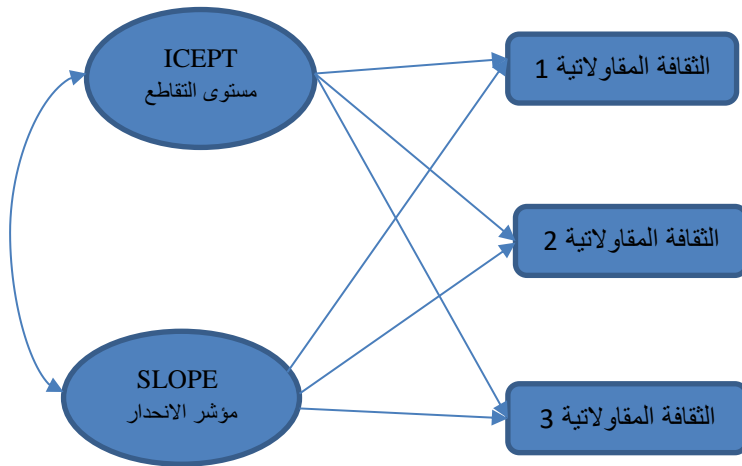 ICEPT
مستوى التقاطع
الثقافة المقاولاتية 1
الثقافة المقاولاتية 2
SLOPE
مؤشر الانحدار
الثقافة المقاولاتية 3